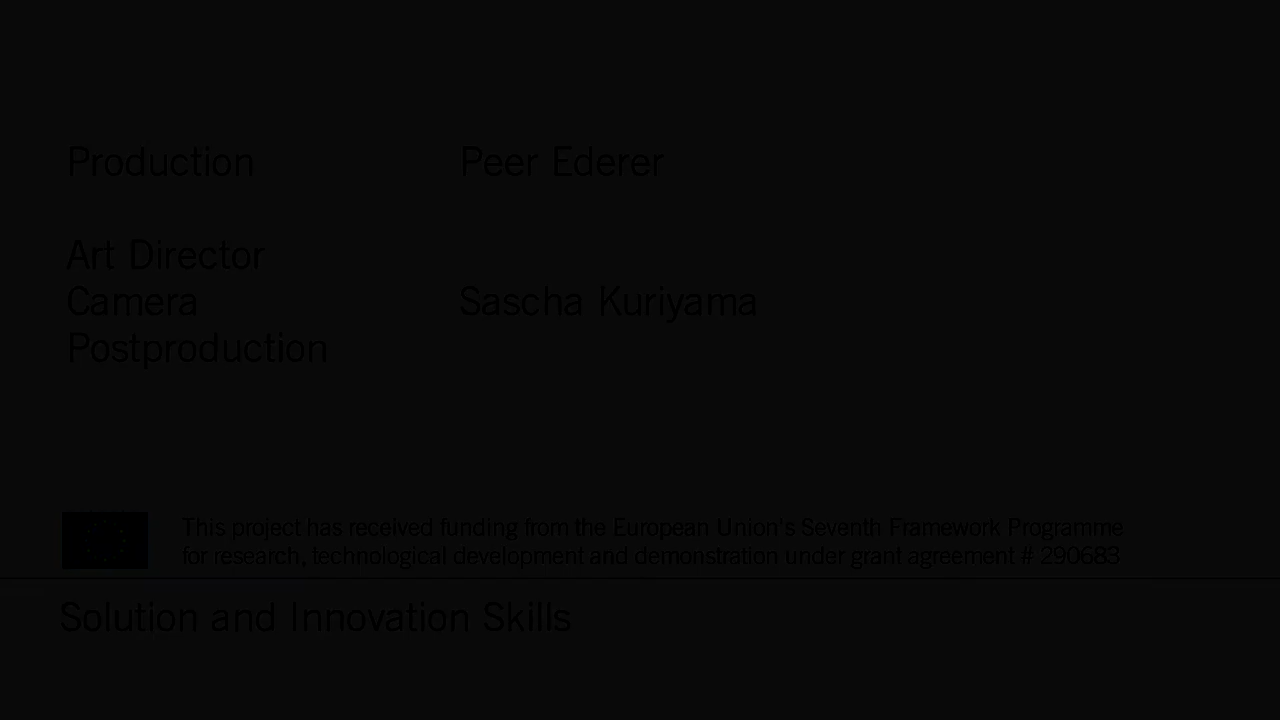 Production Peer Ederer
Art Director
Camera Sascha Kuriyama
Postproduction
This project has received funding from the European Union's Seventh Framework Programme
for research, technological development and demonstration under grant agreement # 290683
Solution and Innovation Skills